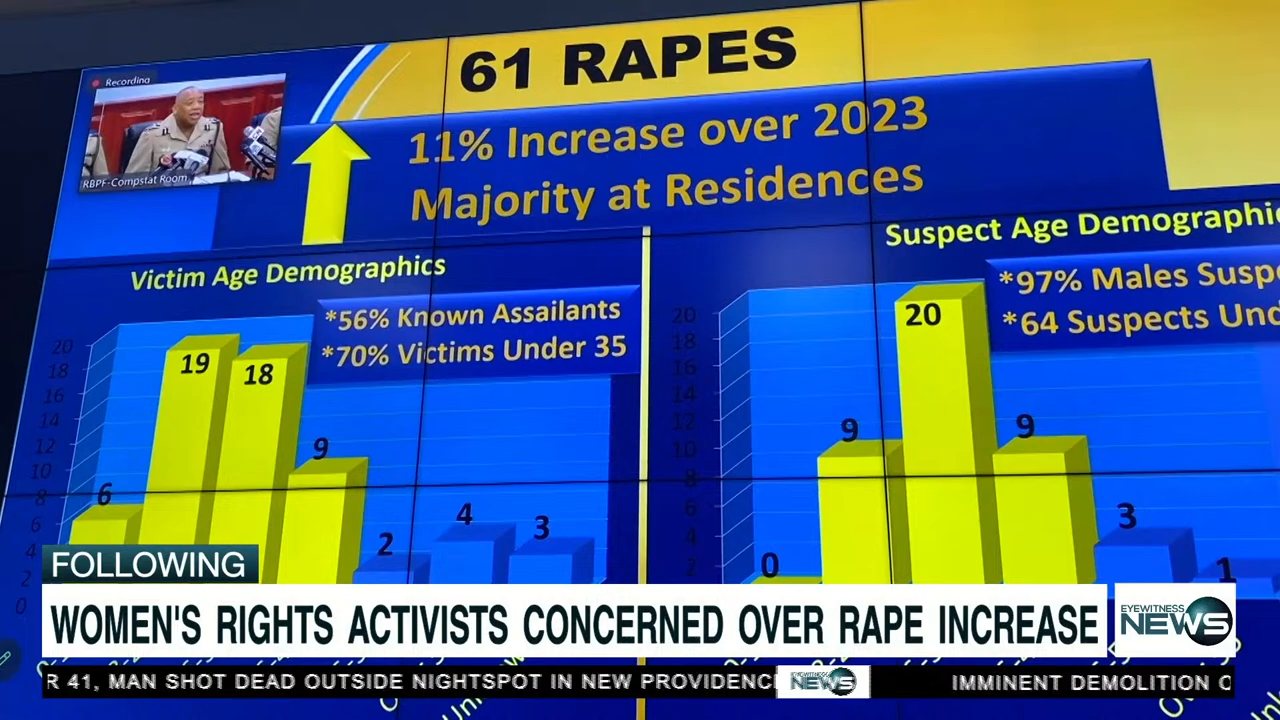 61 RAPES
Recording
RBPF-Compstat Room
11% Increase over 2023
Majority at Residences
Victim Age Demographics
*56% Known Assailants
*70% Victims Under 35
20
18
16
14
12
10
8
6
4
2
0
6
19
18
9
2
4
3
Suspect Age
*97% Males
*64 Suspects
20
18
16
14
12
10
8
6
4
2
0
9
20
9
3
1
FOLLOWING
WOMEN'S RIGHTS ACTIVISTS CONCERNED OVER RAPE INCREASE
EYEWITNESS
NEWS
R 41, MAN SHOT DEAD OUTSIDE NIGHTSPOT IN NEW
EYEWITNESS
NEWS
IMMINENT DEMOLITION